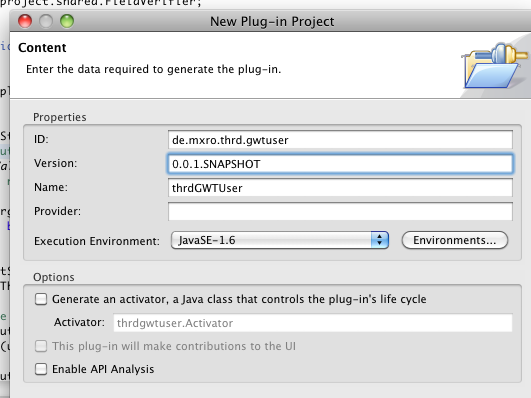 project.shared.FieldVerifier;
New Plug-in Project
Content
Enter the data required to generate the plug-in.
Properties
ID: de.mxro.thrd.gwtuser
Version: 0.0.1.SNAPSHOT
Name: thrdGWTUser
Provider:
Execution Environment: JavaSE-1.6 Environments...
Options
Generate an activator, a Java class that controls the plug-in's life cycle
Activator: thrdgwtuser.Activator
This plug-in will make contributions to the UI
Enable API Analysis